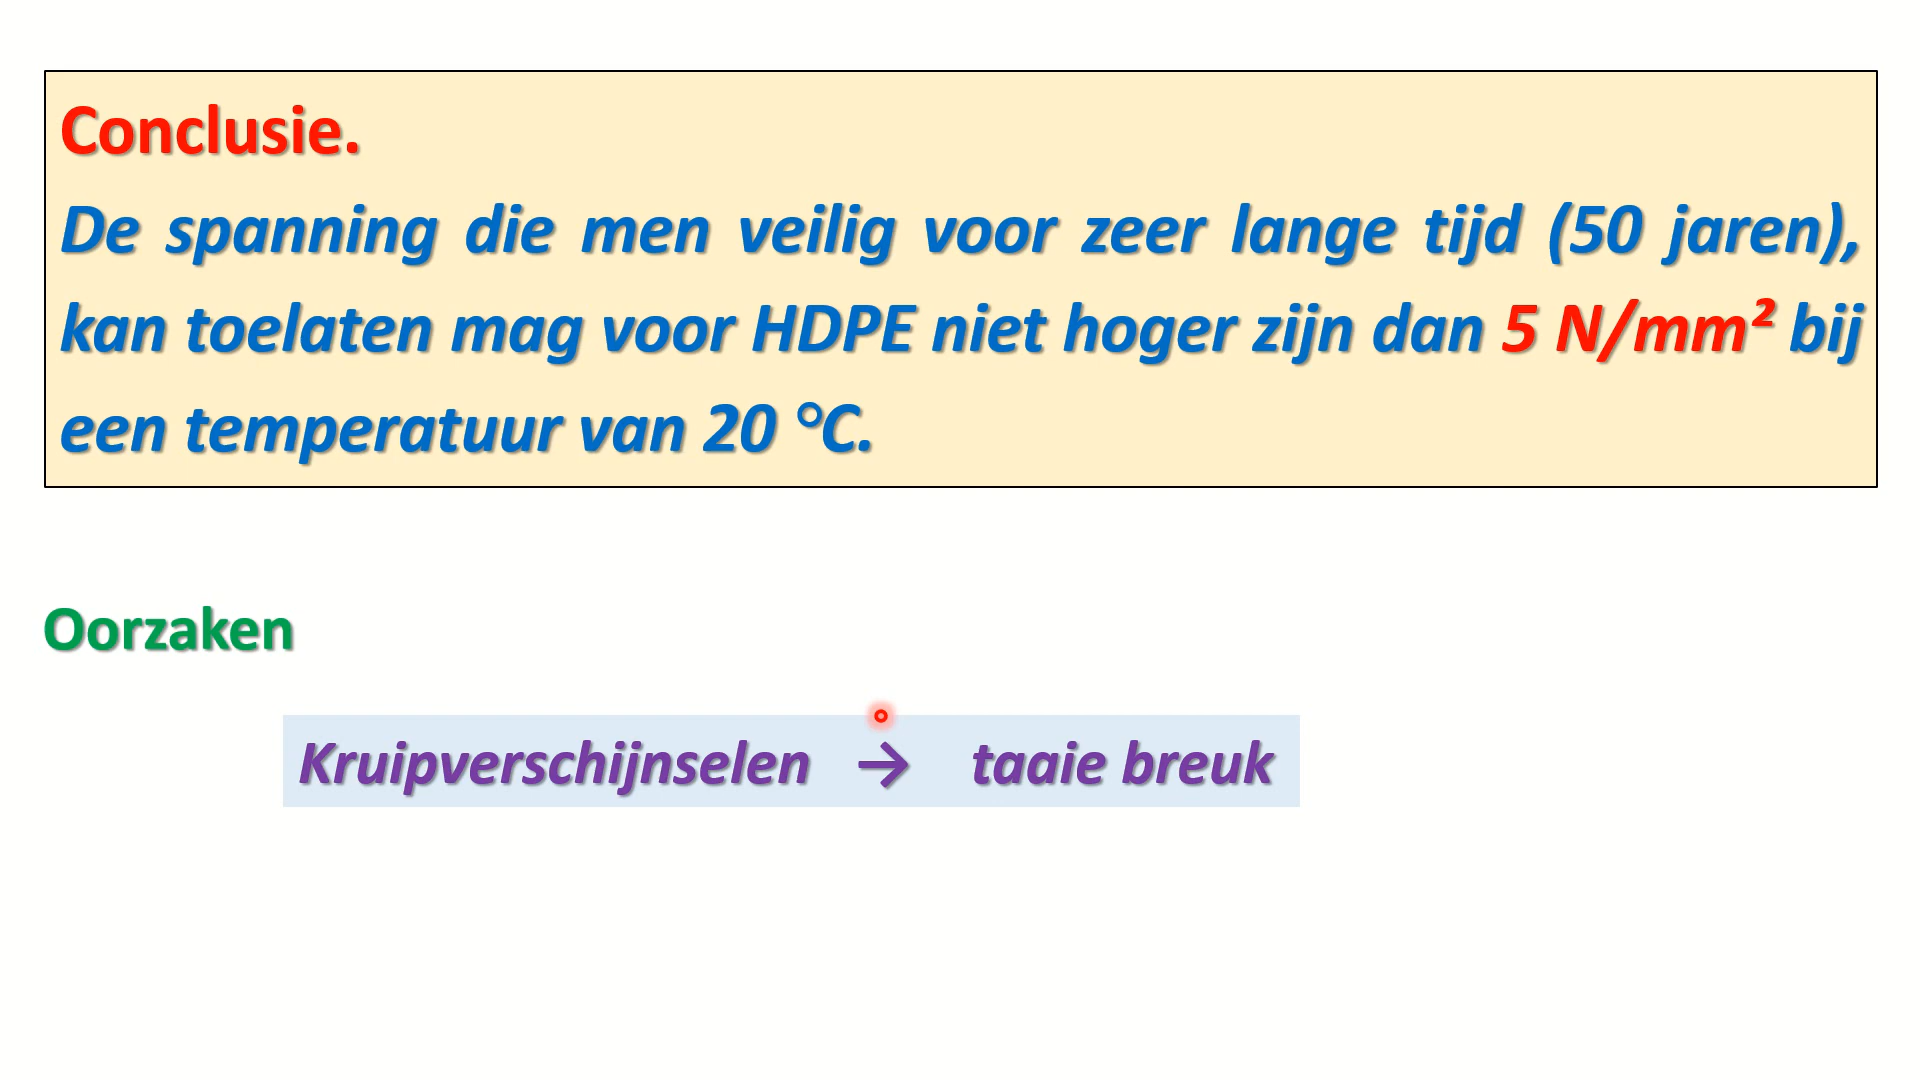 Conclusie.
De spanning die men veilig voor zeer lange tijd (50 jaren),
kan toelaten mag voor HDPE niet hoger zijn dan 5 N/mm² bij
een temperatuur van 20 °C.
Oorzaken
Kruipverschijnselen → taaie breuk